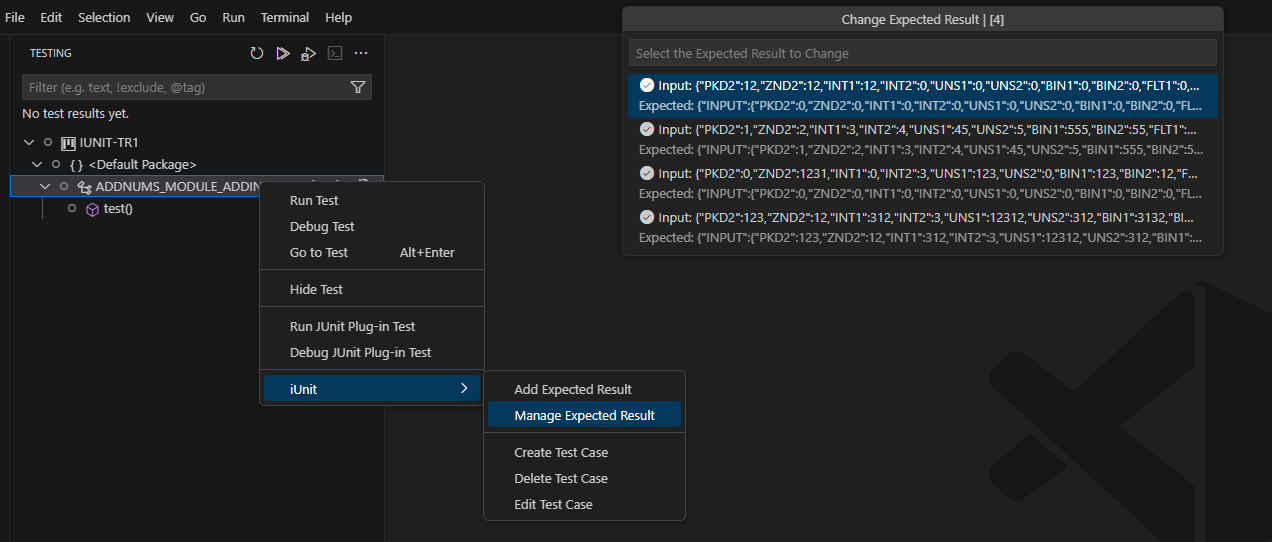 File Edit Selection View Go Run Terminal Help
TESTING
Filter (e.g. text, !exclude, @tag)
No test results yet.
IUNIT-TR1
{ } <Default Package>
ADDNUMS_MODULE_ADDIN
test()
Run Test
Debug Test
Go to Test Alt+Enter
Hide Test
Run JUnit Plug-in Test
Debug JUnit Plug-in Test
iUnit
Add Expected Result
Manage Expected Result
Create Test Case
Delete Test Case
Edit Test Case
Change Expected Result | [4]
Select the Expected Result to Change
Input: {"PKD2":12,"ZND2":12,"INT1":12,"INT2":0,"UNS1":0,"UNS2":0,"BIN1":0,"BIN2":0,"FLT1":0,...
Expected: {"INPUT":{"PKD2":0,"ZND2":0,"INT1":0,"INT2":0,"UNS1":0,"UNS2":0,"BIN1":0,"BIN2":0,"FL...
Input: {"PKD2":1,"ZND2":2,"INT1":3,"INT2":4,"UNS1":45,"UNS2":5,"BIN1":555,"BIN2":55,"FLT1":...
Expected: {"INPUT":{"PKD2":1,"ZND2":2,"INT1":3,"INT2":4,"UNS1":45,"UNS2":5,"BIN1":555,"BIN2":5...
Input: {"PKD2":0,"ZND2":1231,"INT1":0,"INT2":3,"UNS1":123,"UNS2":0,"BIN1":123,"BIN2":12,"F...
Expected: {"INPUT":{"PKD2":0,"ZND2":0,"INT1":0,"INT2":0,"UNS1":0,"UNS2":0,"BIN1":0,"BIN2":0,"FL...
Input: {"PKD2":123,"ZND2":12,"INT1":312,"INT2":3,"UNS1":12312,"UNS2":312,"BIN1":3132,"BI...
Expected: {"INPUT":{"PKD2":123,"ZND2":12,"INT1":312,"INT2":3,"UNS1":12312,"UNS2":312,"BIN1":...